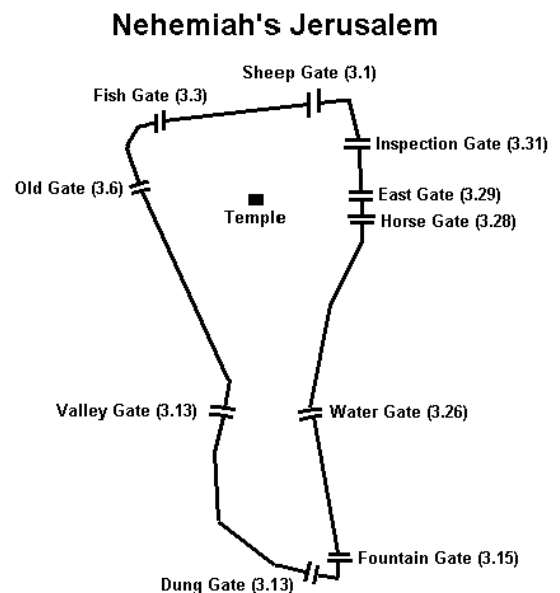 Nehemiah's Jerusalem
Sheep Gate (3.1)
Fish Gate (3.3)
Inspection Gate (3.31)
Old Gate (3.6)
East Gate (3.29)
Temple
Horse Gate (3.28)
Valley Gate (3.13)
Water Gate (3.26)
Fountain Gate (3.15)
Dung Gate (3.13)